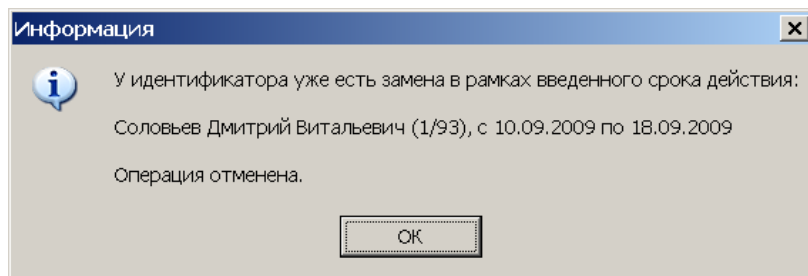 Информация
У идентификатора уже есть замена в рамках введенного срока действия:
Соловьев Дмитрий Витальевич (1/93), с 10.09.2009 по 18.09.2009
Операция отменена.
ОК